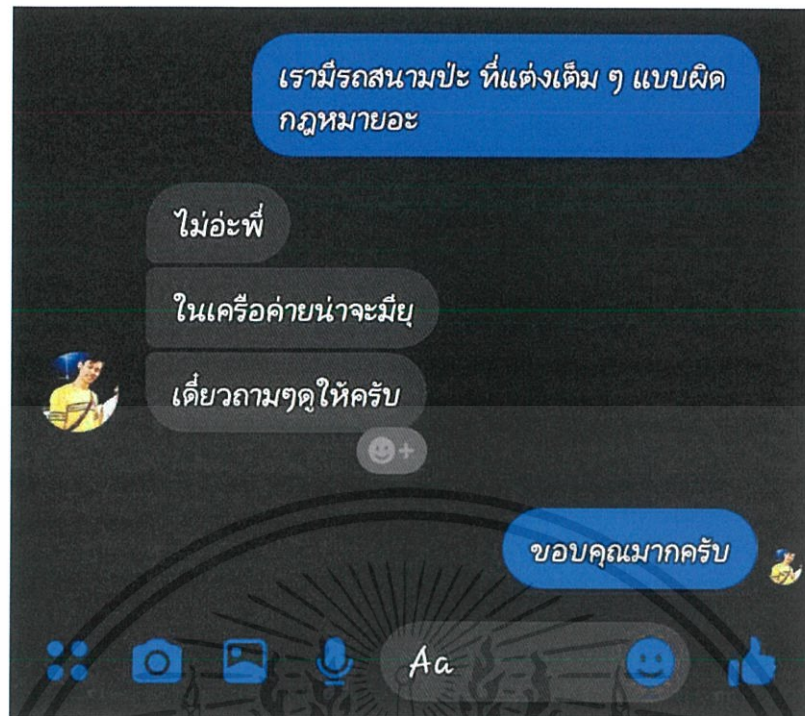 เรามีรถสนามป่ะ ที่แต่งเต็ม ๆ แบบผิด
กฎหมายอะ
ไม่อ่ะพี่
ในเครือค่ายน่าจะมียุ
เดี๋ยวถามๆดูให้ครับ
ขอบคุณมากครับ
Aa